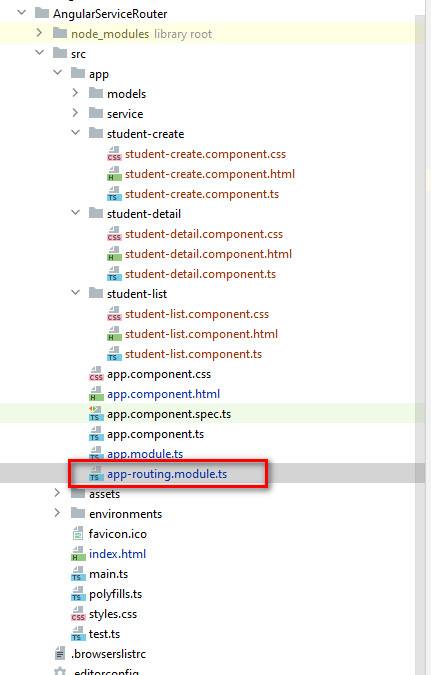 AngularServiceRouter
node_modules library root
src
app
models
service
student-create
student-create.component.css
student-create.component.html
student-create.component.ts
student-detail
student-detail.component.css
student-detail.component.html
student-detail.component.ts
student-list
student-list.component.css
student-list.component.html
student-list.component.ts
app.component.css
app.component.html
app.component.spec.ts
app.component.ts
app.module.ts
app-routing.module.ts
assets
environments
favicon.ico
index.html
main.ts
polyfills.ts
styles.css
test.ts
.browserslistrc
.editorconfig